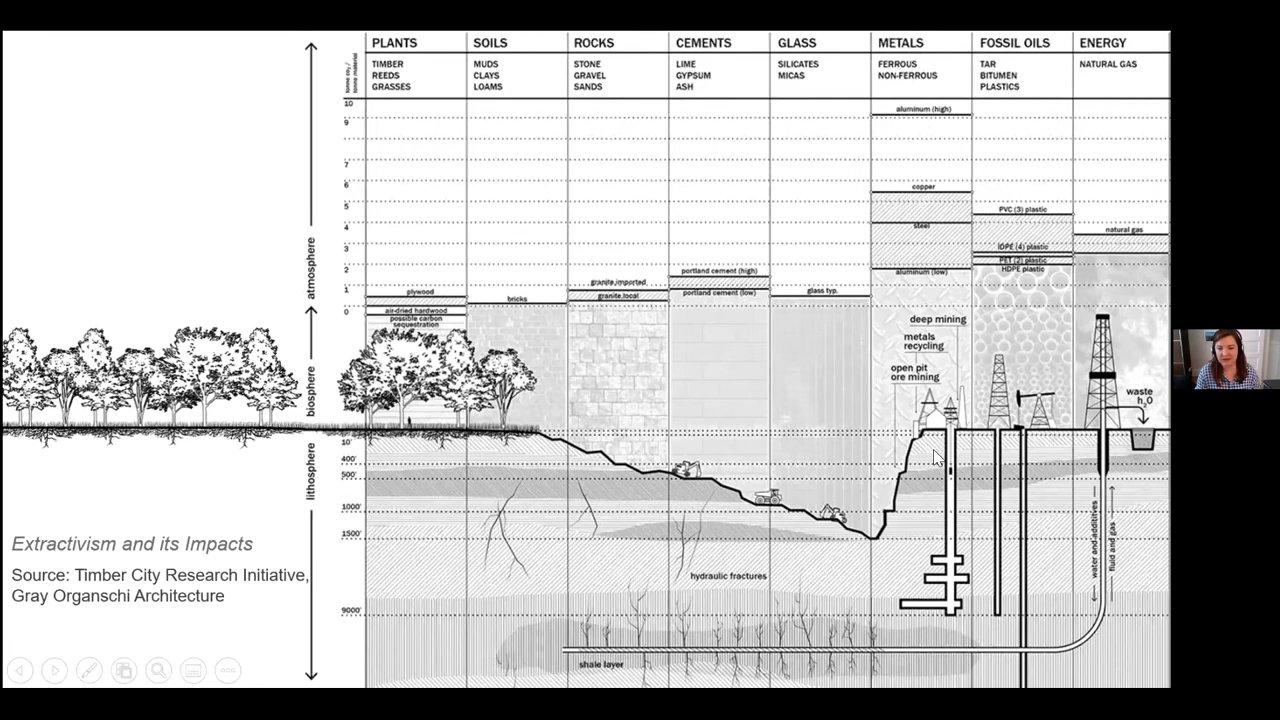 PLANTS
SOILS
ROCKS
CEMENTS
GLASS
METALS
FOSSIL OILS
ENERGY
tonne co₂/
tonne material
TIMBER
REEDS
GRASSES
MUDS
CLAYS
LOAMS
STONE
GRAVEL
SANDS
LIME
GYPSUM
ASH
SILICATES
MICAS
FERROUS
NON-FERROUS
TAR
BITUMEN
PLASTICS
NATURAL GAS
10
9
7
6
5
4
3
2
1
0
aluminum (high)
copper
steel
aluminum (low)
PVC (3) plastic
lDPE (4) plastic
PET (2) plastic
HDPE plastic
natural gas
portland cement (high)
portland cement (low)
granite,imported
granite,local
glass typ.
plywood
bricks
air-dried hardwood
possible carbon
sequestration
atmosphere
biosphere
lithosphere
deep mining
metals
recycling
open pit
ore mining
waste
h₂0
10'
400'
500'
1000'
1500'
9000'
water and additives
fluid and gas
hydraulic fractures
shale layer
Extractivism and its Impacts
Source: Timber City Research Initiative,
Gray Organschi Architecture